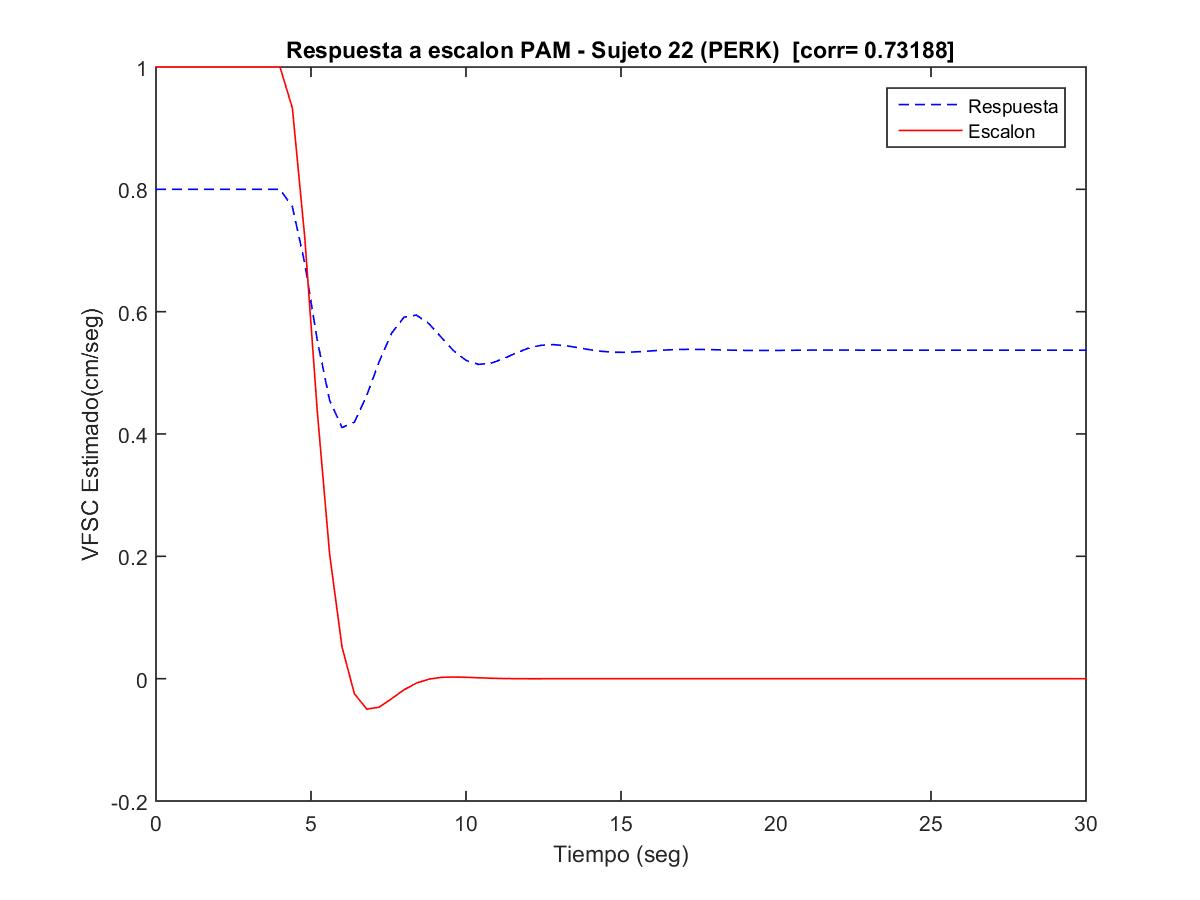 Respuesta a escalon PAM - Sujeto 22 (PERK) [corr= 0.73188]
Respuesta
Escalon
VFSC Estimado(cm/seg)
1
0.8
0.6
0.4
0.2
0
-0.2
0 5 10 15 20 25 30
Tiempo (seg)